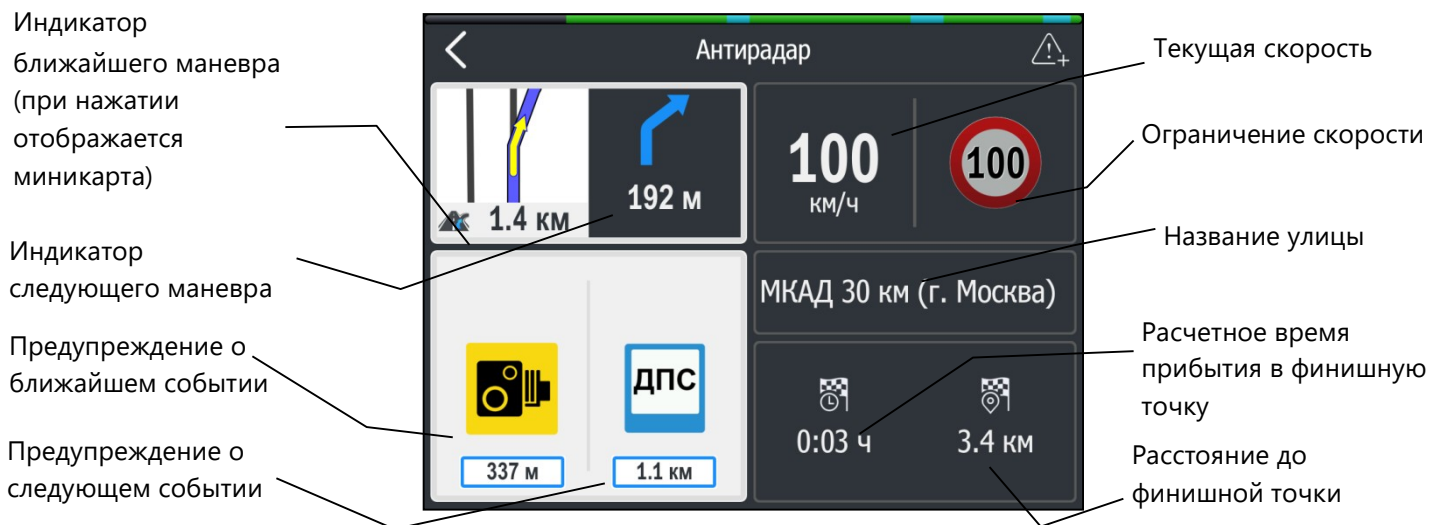 Индикатор
ближайшего маневра
(при нажатии
отображается
миникарта)
Индикатор
следующего маневра
Предупреждение о
ближайшем событии
Предупреждение о
следующем событии
Антирадар
1.4 км
192 м
100
км/ч
100
МКАД 30 км (г. Москва)
ДПС
337 м
1.1 км
0:03 ч
3.4 км
Текущая скорость
Ограничение скорости
Название улицы
Расчетное время
прибытия в финишную
точку
Расстояние до
финишной точки